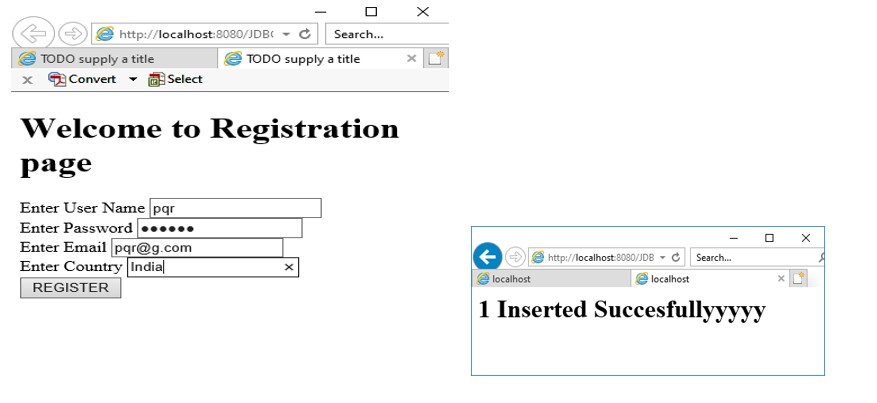 http://localhost:8080/JDB Search...
TODO supply a title TODO supply a title
Convert Select
Welcome to Registration
page
Enter User Name pqr
Enter Password ••••••
Enter Email pqr@g.com
Enter Country India
REGISTER
http://localhost:8080/JDB Search...
localhost localhost
1 Inserted Succesfullyyyyy